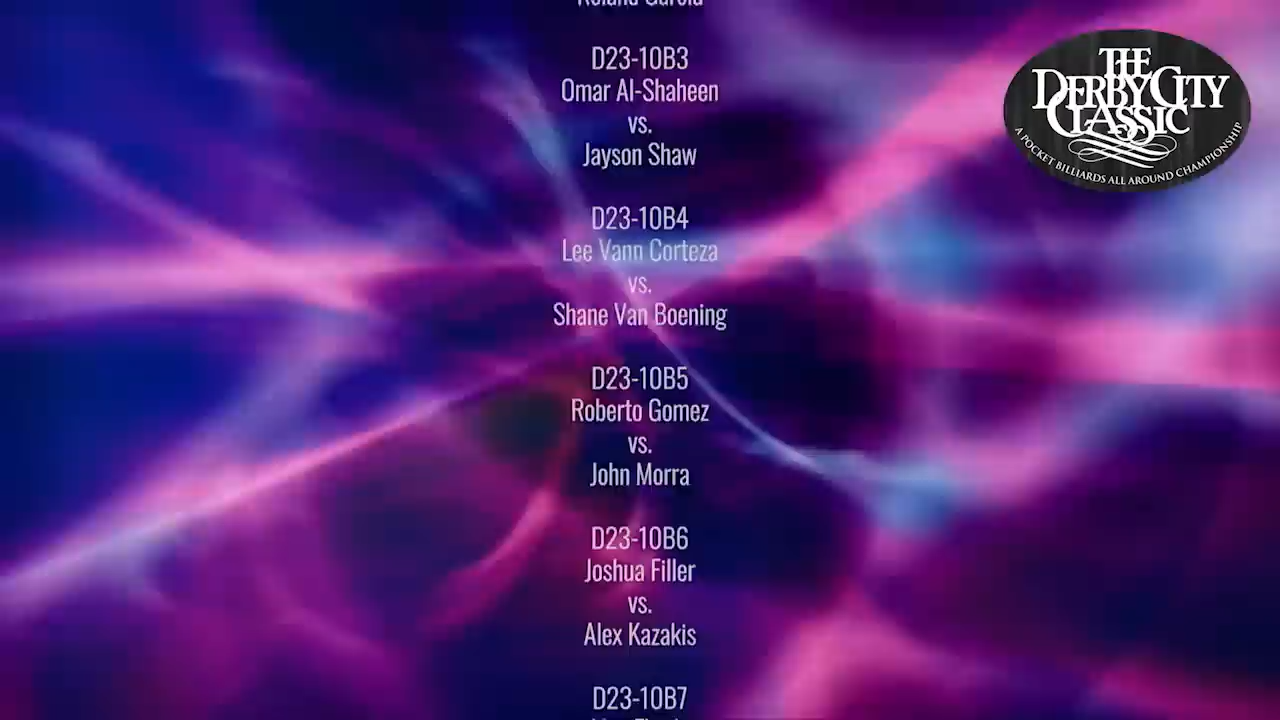 D23-10B3
Omar Al-Shaheen
vs.
Jayson Shaw
D23-10B4
Lee Vann Corteza
vs.
Shane Van Boening
D23-10B5
Roberto Gomez
vs.
John Morra
D23-10B6
Joshua Filler
vs.
Alex Kazakis
D23-10B7
THE
DERBY CITY
CLASSIC
A POCKET BILLIARDS ALL AROUND CHAMPIONSHIP